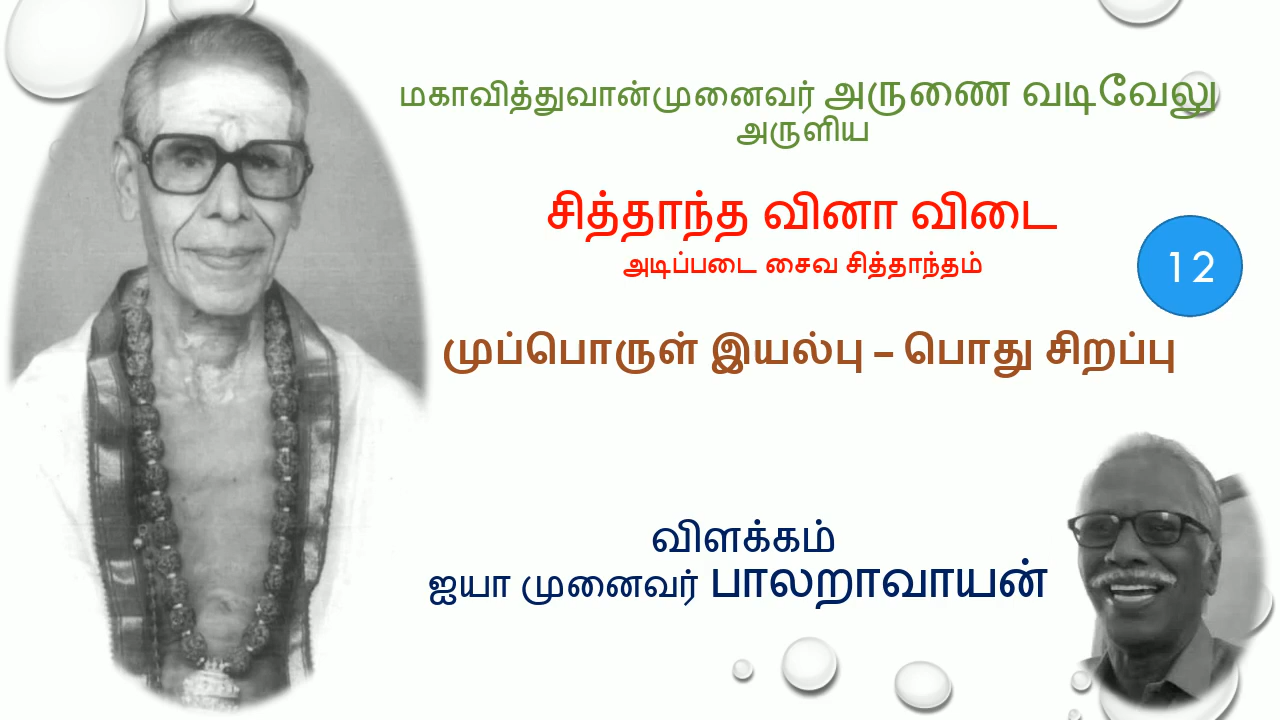 மகாவித்துவான்முனைவர் அருணை வடிவேலு
அருளிய
சித்தாந்த வினா விடை
அடிப்படை சைவ சித்தாந்தம்
12
முப்பொருள் இயல்பு – பொது சிறப்பு
விளக்கம்
ஐயா முனைவர் பாலறாவாயன்